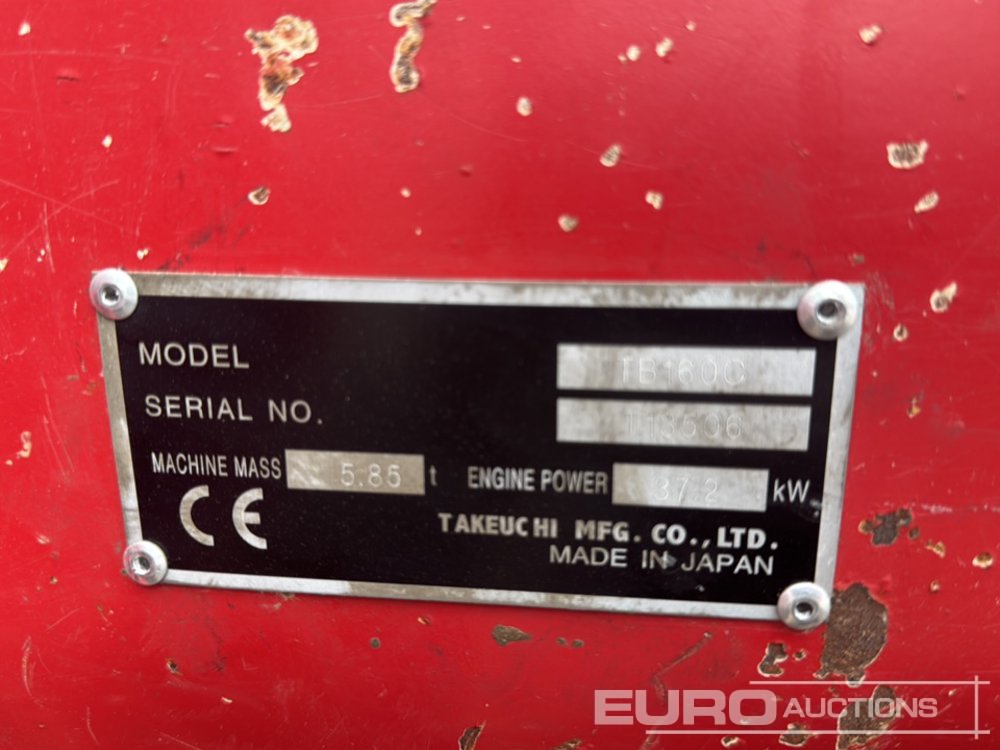 MODEL TB160C
SERIAL NO. 113506
MACHINE MASS 5.85 t ENGINE POWER 37.2 kW
CE
TAKEUCHI MFG. CO., LTD.
MADE IN JAPAN
EURO AUCTIONS